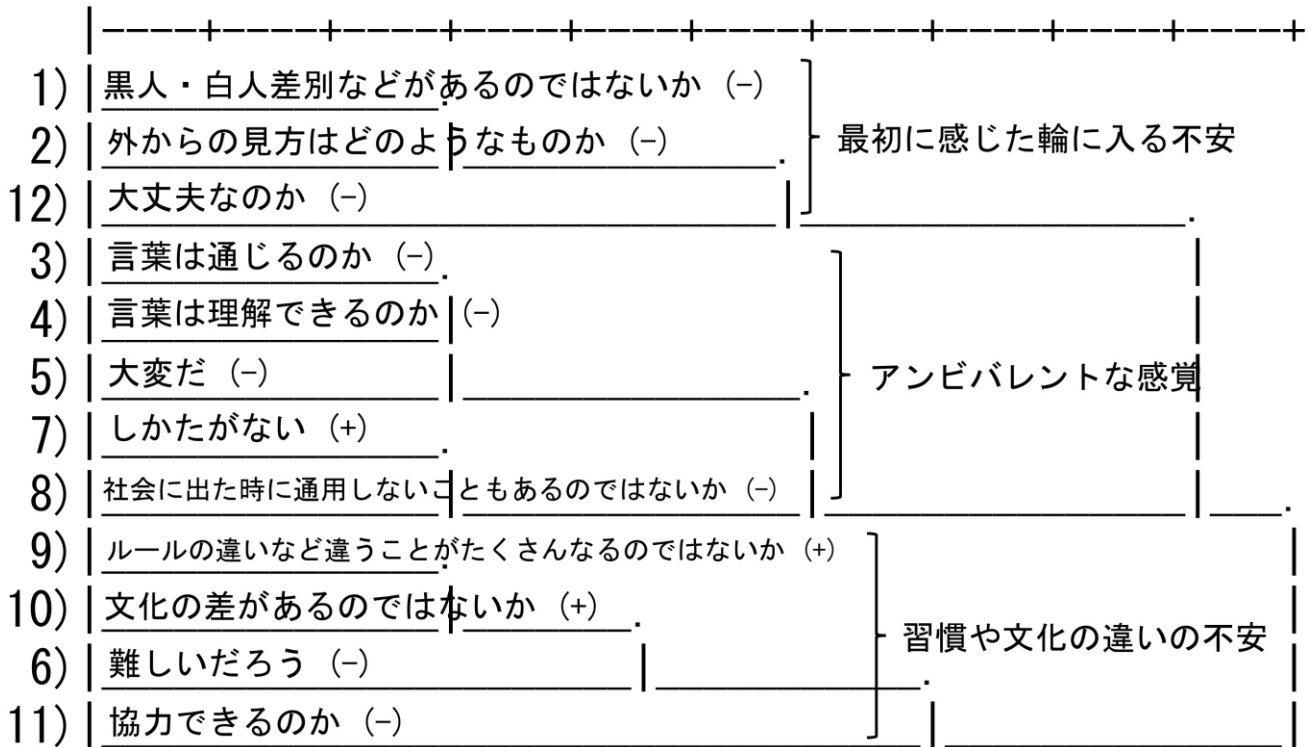 1) 黒人・白人差別などがあるのではないか (-)
2) 外からの見方はどのようなものか (-)
最初に感じた輪に入る不安
12) 大丈夫なのか (-)
3) 言葉は通じるのか (-)
4) 言葉は理解できるのか (-)
5) 大変だ (-)
アンビバレントな感覚
7) しかたがない (+)
8) 社会に出た時に通用しないこともあるのではないか (-)
9) ルールの違いなど違うことがたくさんなるのではないか (+)
10) 文化の差があるのではないか (+)
習慣や文化の違いの不安
6) 難しいだろう (-)
11) 協力できるのか (-)